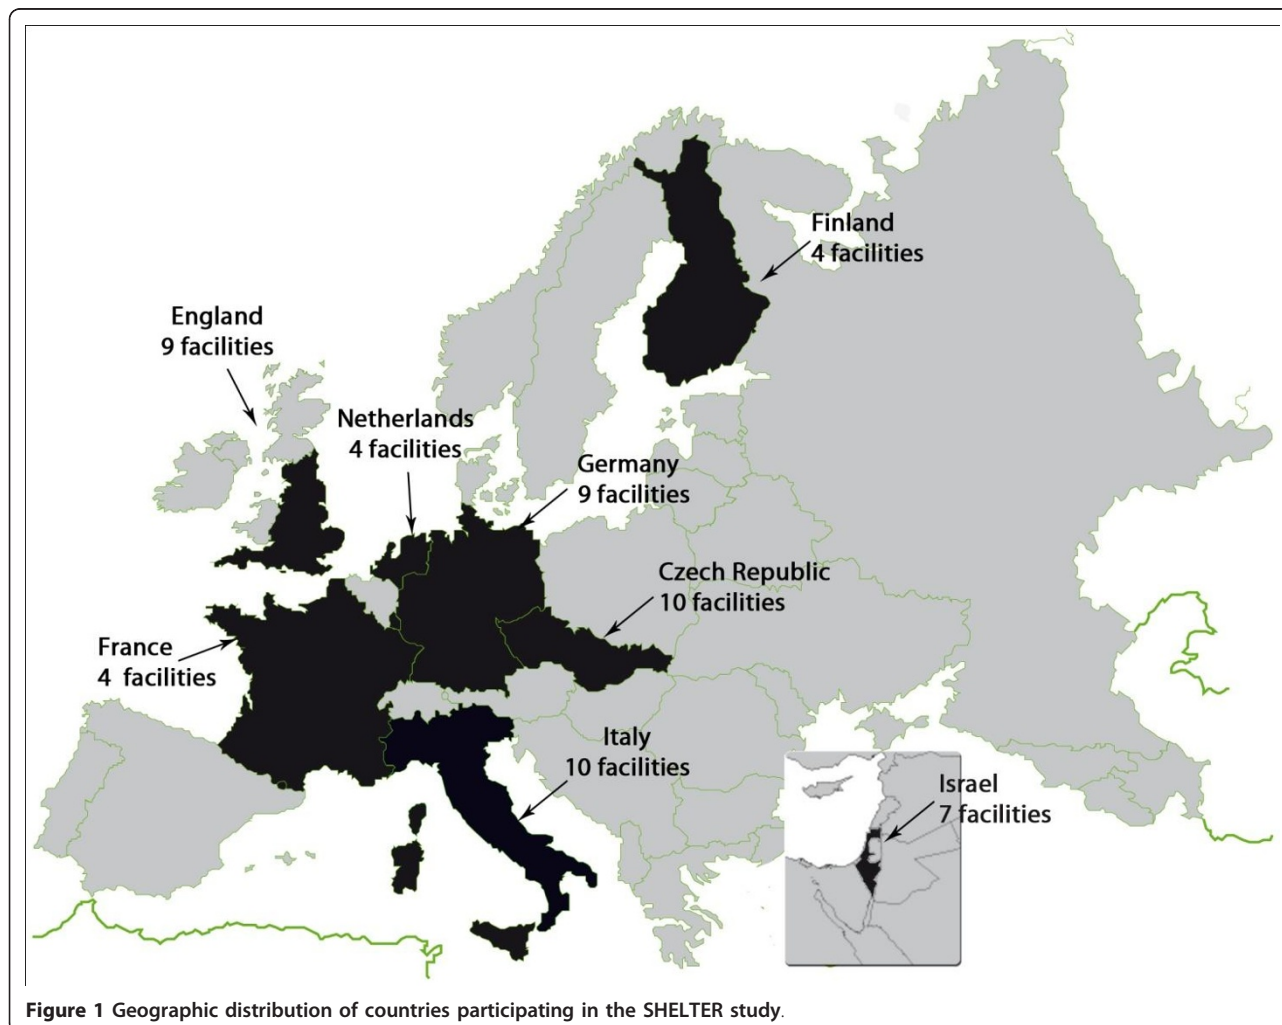 Finland
4 facilities
England
9 facilities
Netherlands
4 facilities
Germany
9 facilities
Czech Republic
10 facilities
France
4 facilities
Italy
10 facilities
Israel
7 facilities
Figure 1 Geographic distribution of countries participating in the SHELTER study.